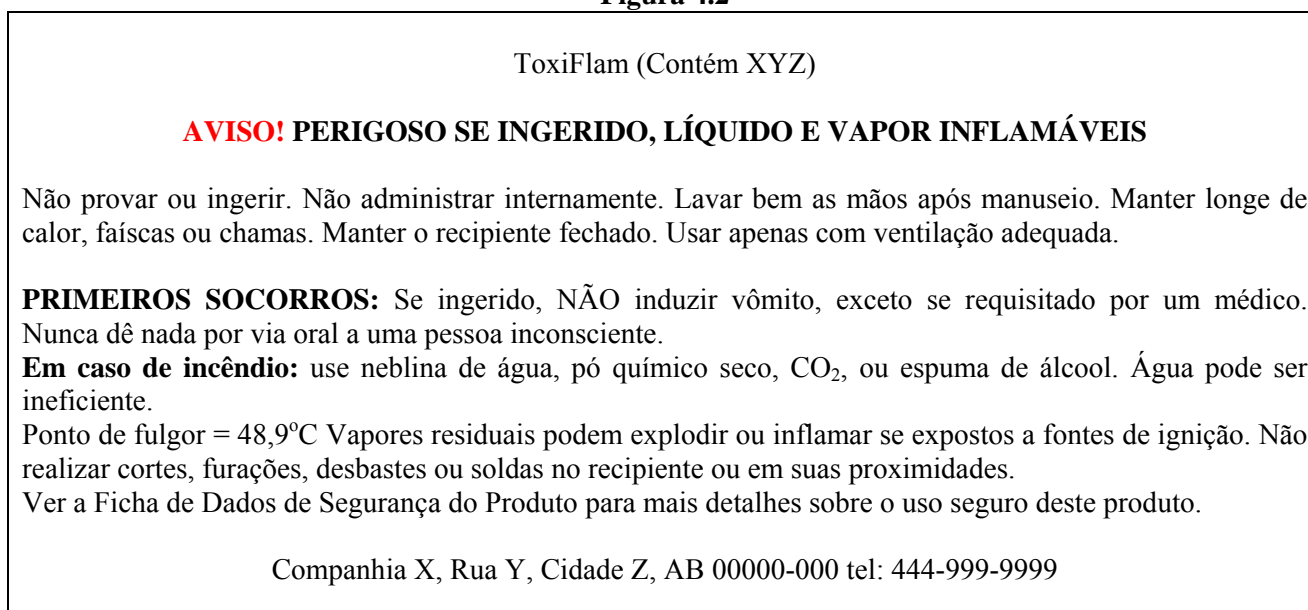 Figura 4.2
ToxiFlam (Contém XYZ)
AVISO! PERIGOSO SE INGERIDO, LÍQUIDO E VAPOR INFLAMÁVEIS
Não provar ou ingerir. Não administrar internamente. Lavar bem as mãos após manuseio. Manter longe de
calor, faíscas ou chamas. Manter o recipiente fechado. Usar apenas com ventilação adequada.
PRIMEIROS SOCORROS: Se ingerido, NÃO induzir vômito, exceto se requisitado por um médico.
Nunca dê nada por via oral a uma pessoa inconsciente.
Em caso de incêndio: use neblina de água, pó químico seco, CO₂, ou espuma de álcool. Água pode ser
ineficiente.
Ponto de fulgor = 48,9°C Vapores residuais podem explodir ou inflamar se expostos a fontes de ignição. Não
realizar cortes, furações, desbastes ou soldas no recipiente ou em suas proximidades.
Ver a Ficha de Dados de Segurança do Produto para mais detalhes sobre o uso seguro deste produto.
Companhia X, Rua Y, Cidade Z, AB 00000-000 tel: 444-999-9999